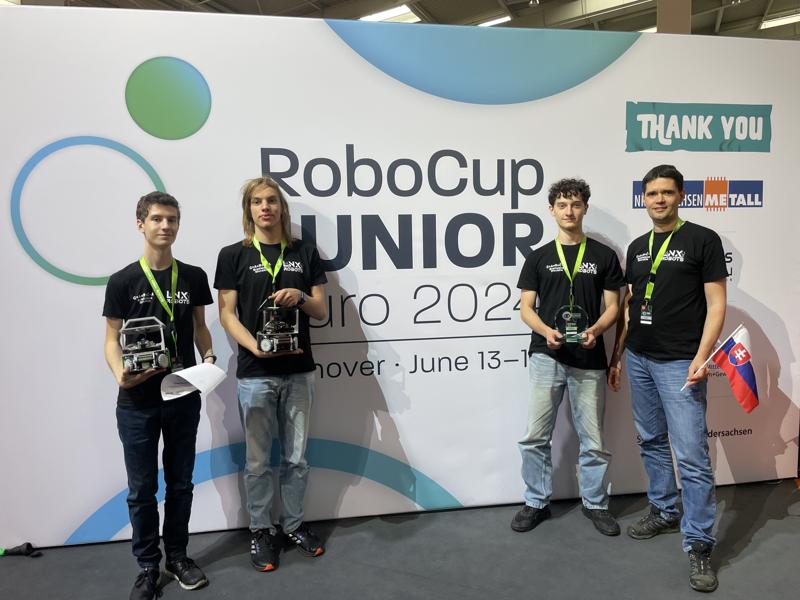 THANK YOU
RoboCup
UNIOR
uro 2024
nover · June 13–1
METALL
dersachsen
LNX
ROBOTS
LNX
ROBOTS
LNX
ROBOTS
LNX
ROBOTS